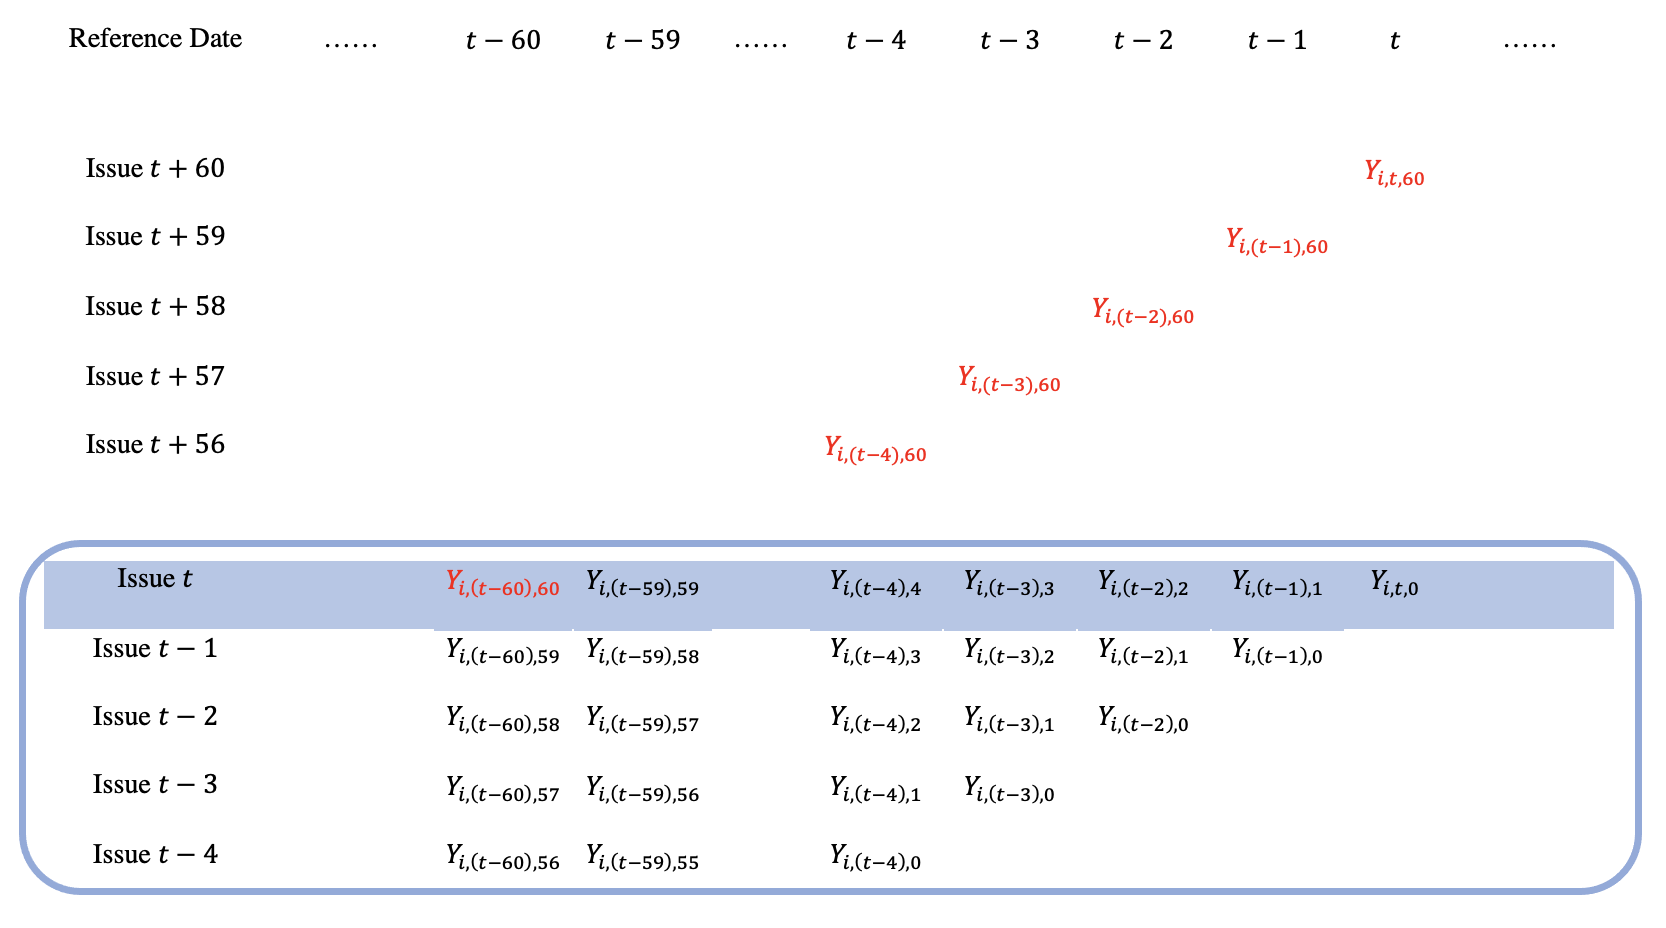 Reference Date ...... t − 60 t − 59 ...... t − 4 t − 3 t − 2 t − 1 t ......
Issue t + 60 Y_{i,t,60}
Issue t + 59 Y_{i,(t−1),60}
Issue t + 58 Y_{i,(t−2),60}
Issue t + 57 Y_{i,(t−3),60}
Issue t + 56 Y_{i,(t−4),60}
Issue t Y_{i,(t−60),60} Y_{i,(t−59),59} Y_{i,(t−4),4} Y_{i,(t−3),3} Y_{i,(t−2),2} Y_{i,(t−1),1} Y_{i,t,0}
Issue t − 1 Y_{i,(t−60),59} Y_{i,(t−59),58} Y_{i,(t−4),3} Y_{i,(t−3),2} Y_{i,(t−2),1} Y_{i,(t−1),0}
Issue t − 2 Y_{i,(t−60),58} Y_{i,(t−59),57} Y_{i,(t−4),2} Y_{i,(t−3),1} Y_{i,(t−2),0}
Issue t − 3 Y_{i,(t−60),57} Y_{i,(t−59),56} Y_{i,(t−4),1} Y_{i,(t−3),0}
Issue t − 4 Y_{i,(t−60),56} Y_{i,(t−59),55} Y_{i,(t−4),0}